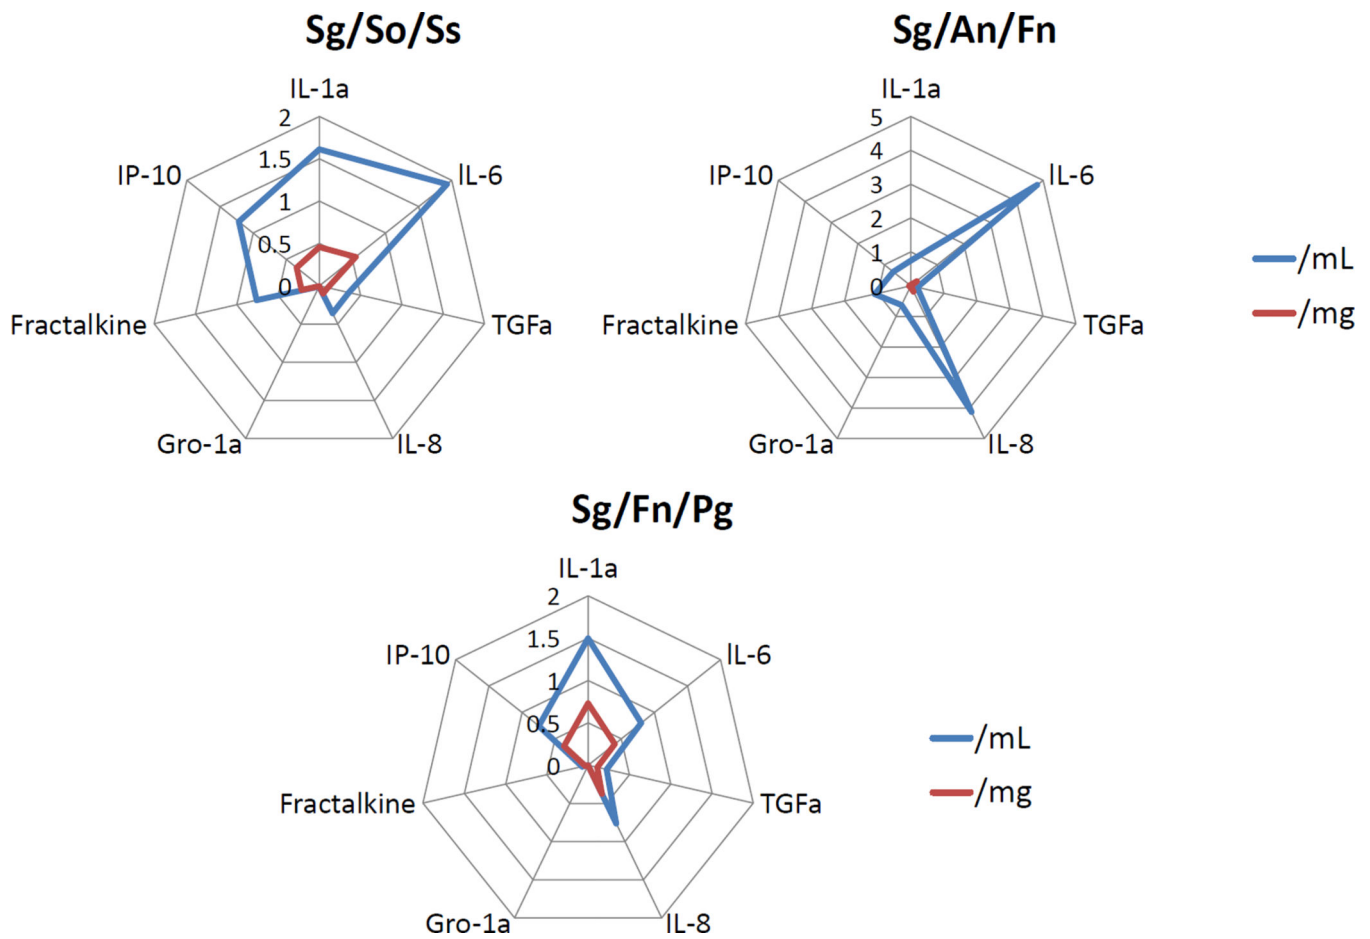 Sg/So/Ss
IL-1a
2
1.5
1
0.5
0
IP-10
IL-6
Fractalkine
TGFa
Gro-1a
IL-8
Sg/An/Fn
IL-1a
5
4
3
2
1
0
IP-10
IL-6
Fractalkine
TGFa
Gro-1a
IL-8
/mL
/mg
Sg/Fn/Pg
IL-1a
2
1.5
1
0.5
0
IP-10
IL-6
Fractalkine
TGFa
Gro-1a
IL-8
/mL
/mg